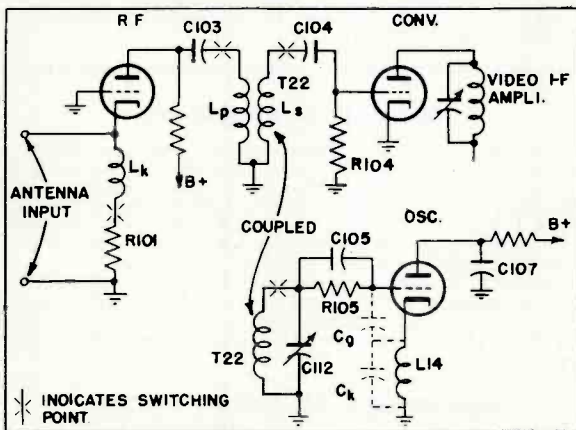 R F
C103
C104
CONV.
T22
Lp
Ls
VIDEO I-F
AMPLI.
B+
R104
Lk
ANTENNA
INPUT
R101
COUPLED
OSC.
B+
C105
R105
C107
Cg
T22
C112
Ck
L14
INDICATES SWITCHING
POINT